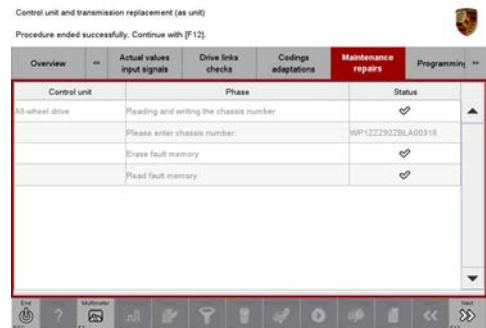 Control unit and transmission replacement (as unit)
Procedure ended successfully. Continue with [F12].
Overview
Actual values input signals
Drive links checks
Codings adaptations
Maintenance repairs
Programming
Control unit Phase Status
All-wheel drive Reading and writing the chassis number
Please enter chassis number: WP1ZZZ92ZBLA00318
Erase fault memory
Read fault memory
End Multimeter Next